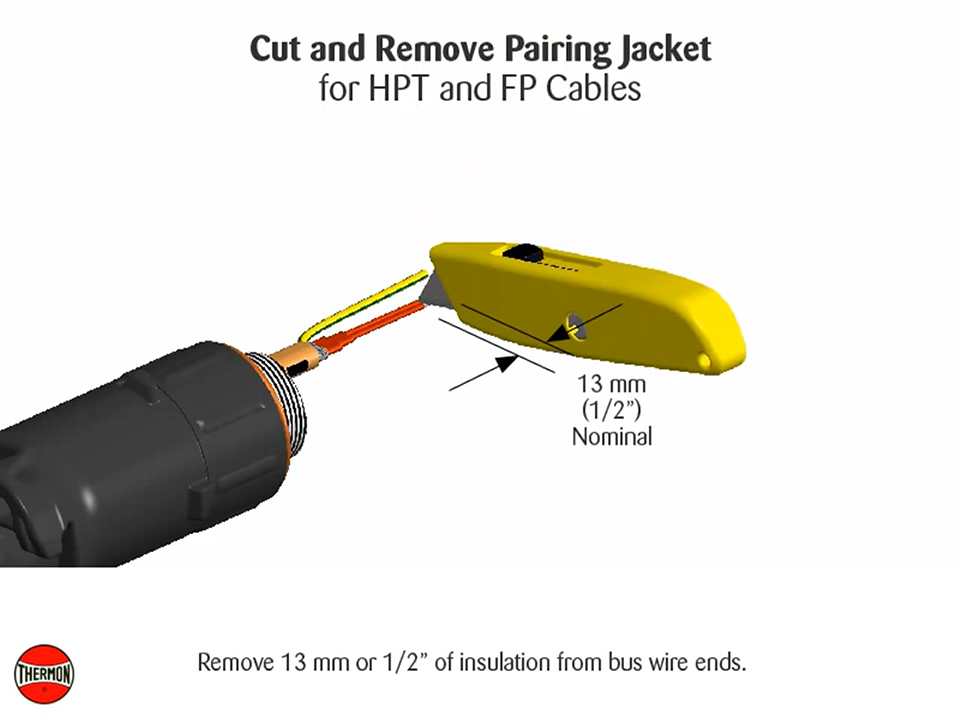 Cut and Remove Pairing Jacket
for HPT and FP Cables
13 mm
(1/2”)
Nominal
Remove 13 mm or 1/2” of insulation from bus wire ends.
THERMON
®